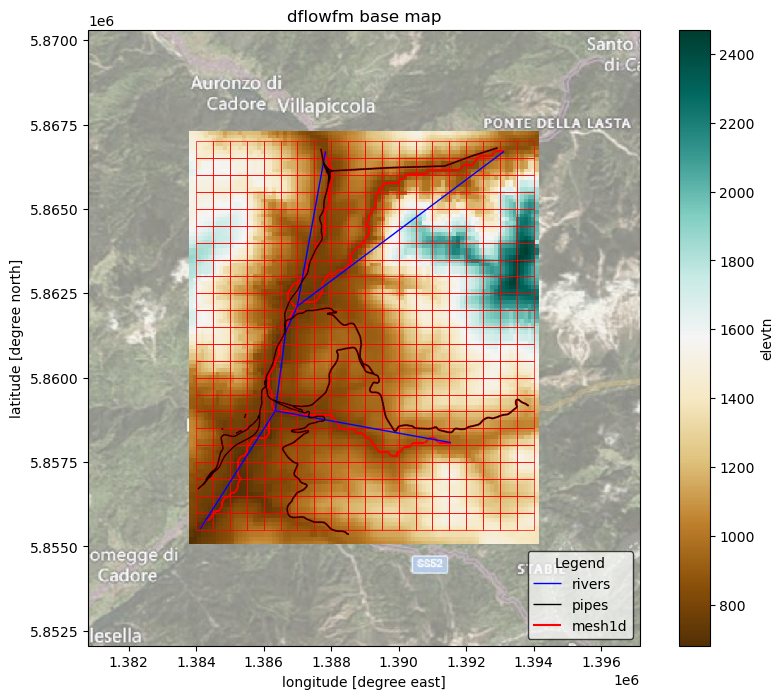 dflowfm base map
1e6
5.8700
5.8675
5.8650
5.8625
5.8600
5.8575
5.8550
5.8525
latitude [degree north]
Auronzo di
Cadore
Villapiccola
Santo
di Ca
PONTE DELLA LASTA
omegge di
Cadore
lesella
SS52
STABIE
Legend
rivers
pipes
mesh1d
1.382
1.384
1.386
1.388
1.390
1.392
1.394
1.396
1e6
longitude [degree east]
2400
2200
2000
1800
1600
1400
1200
1000
800
elevtn